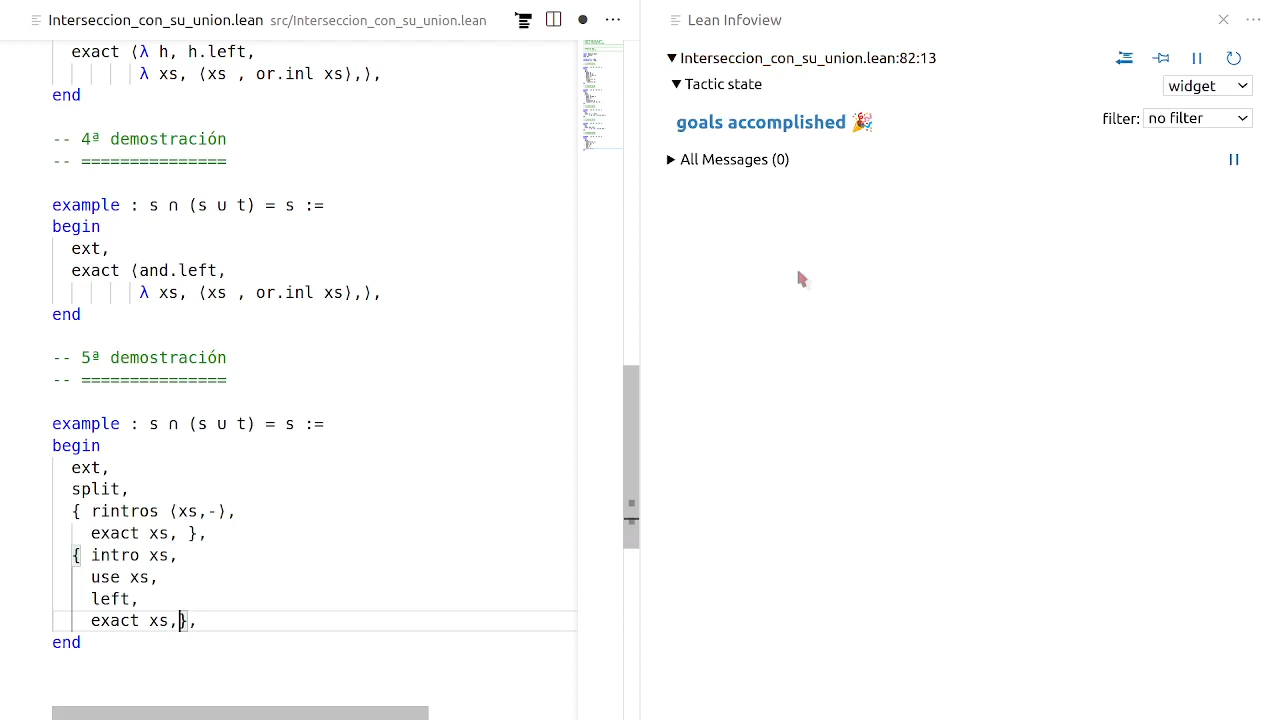 Interseccion_con_su_union.lean src/Interseccion_con_su_union.lean
exact ⟨λ h, h.left,
λ xs, ⟨xs , or.inl xs⟩,⟩,
end
-- 4ª demostración
-- ===============
example : s ∩ (s ∪ t) = s :=
begin
ext,
exact ⟨and.left,
λ xs, ⟨xs , or.inl xs⟩,⟩,
end
-- 5ª demostración
-- ===============
example : s ∩ (s ∪ t) = s :=
begin
ext,
split,
{ rintros ⟨xs,-⟩,
exact xs, },
{ intro xs,
use xs,
left,
exact xs,},
end
Lean Infoview
▼Interseccion_con_su_union.lean:82:13
▼Tactic state
widget
goals accomplished 🎉
filter: no filter
▶ All Messages (0)